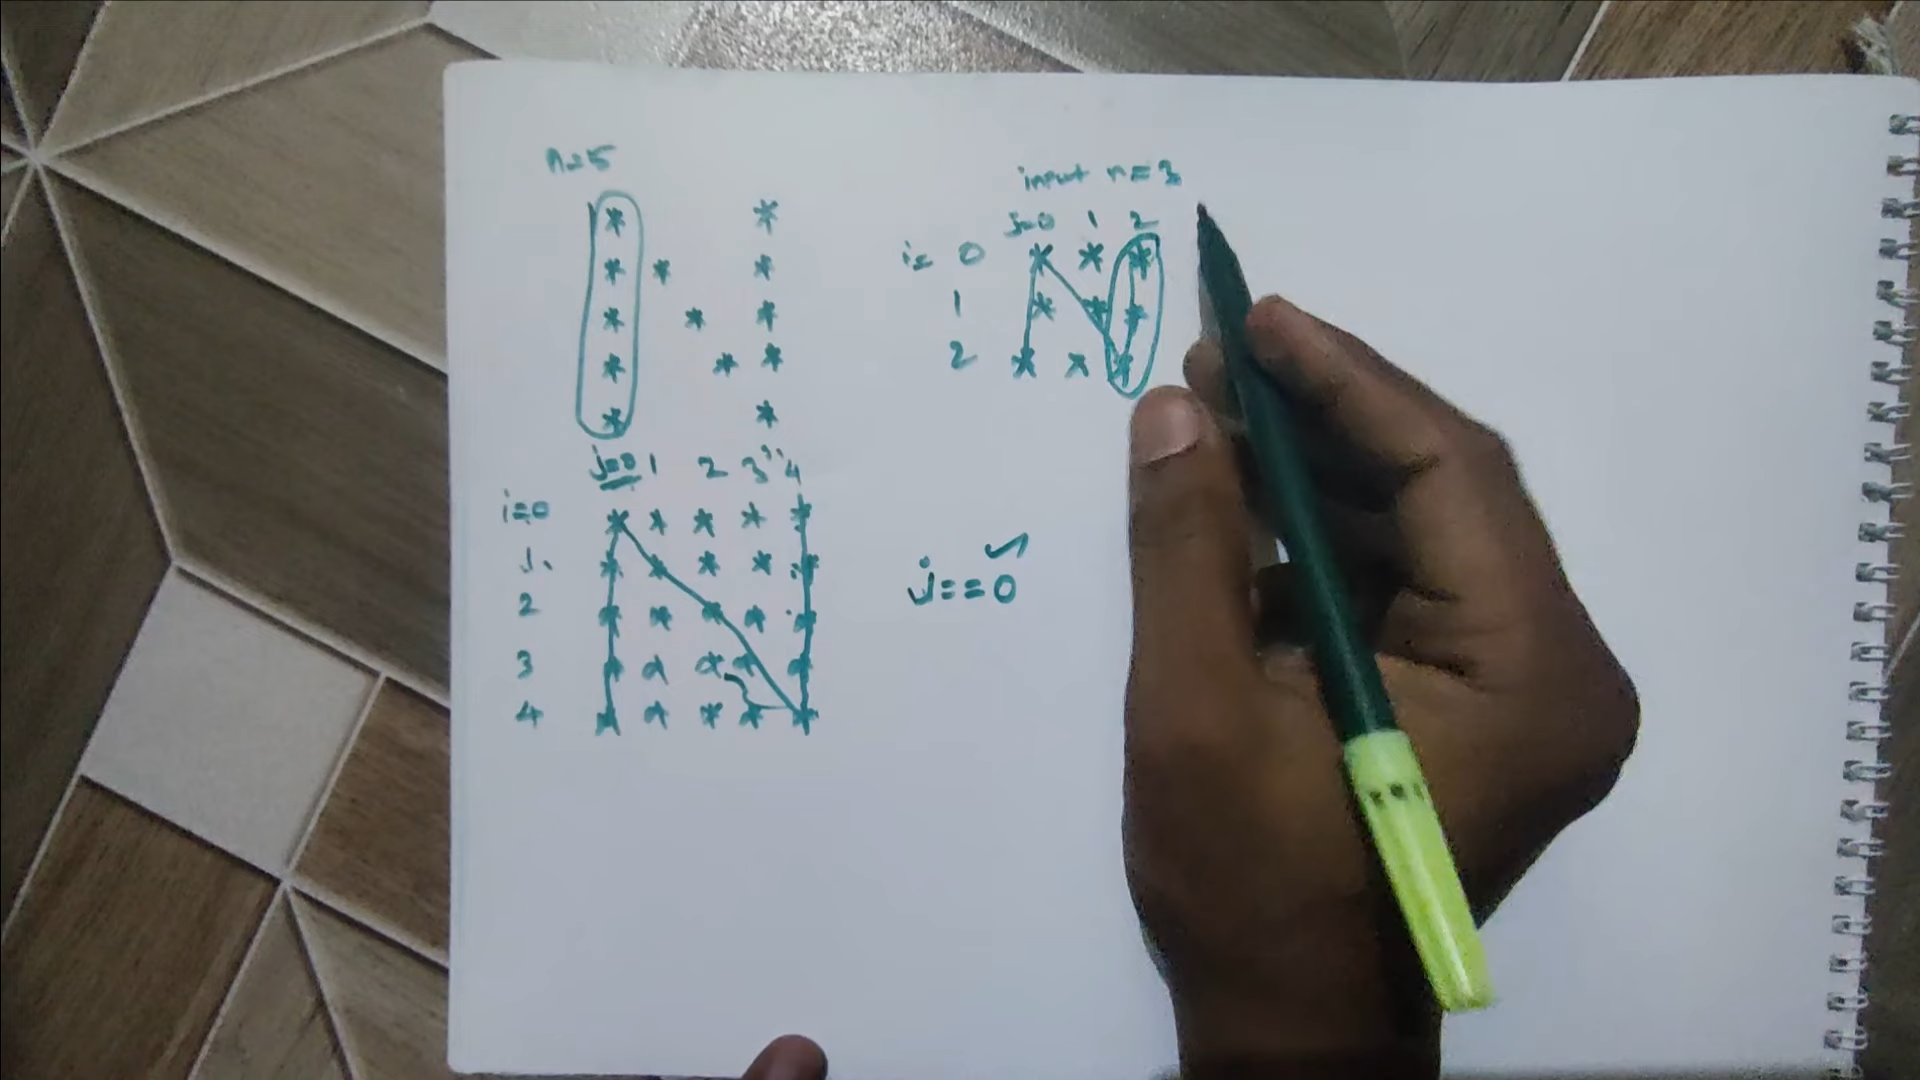 n=5
* *
* * *
* * *
* * *
* *
j=0 1 2 3 4
i=0 * * * * *
1 * * * * *
2 * * * * *
3 * * * * *
4 * * * * *
input n=3
j=0 1 2
i= 0 * * *
1 * * *
2 * * *
j==0 ✓